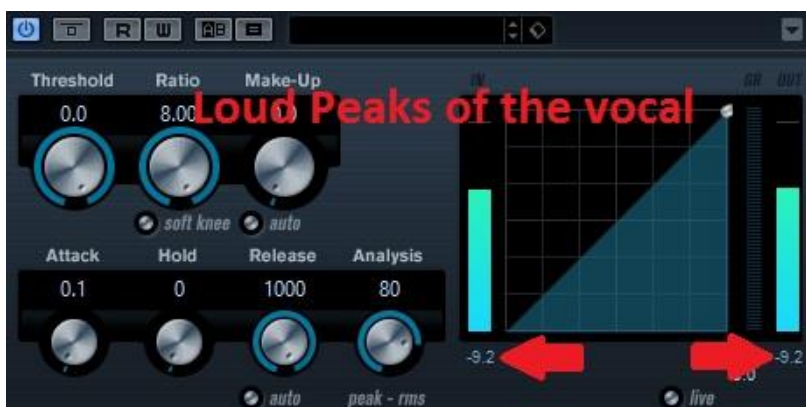 R W AB
Threshold Ratio Make-Up IN GR OUT
0.0 8.00
Loud Peaks of the vocal
soft knee auto
Attack Hold Release Analysis
0.1 0 1000 80
-9.2 -9.2
auto peak - rms live